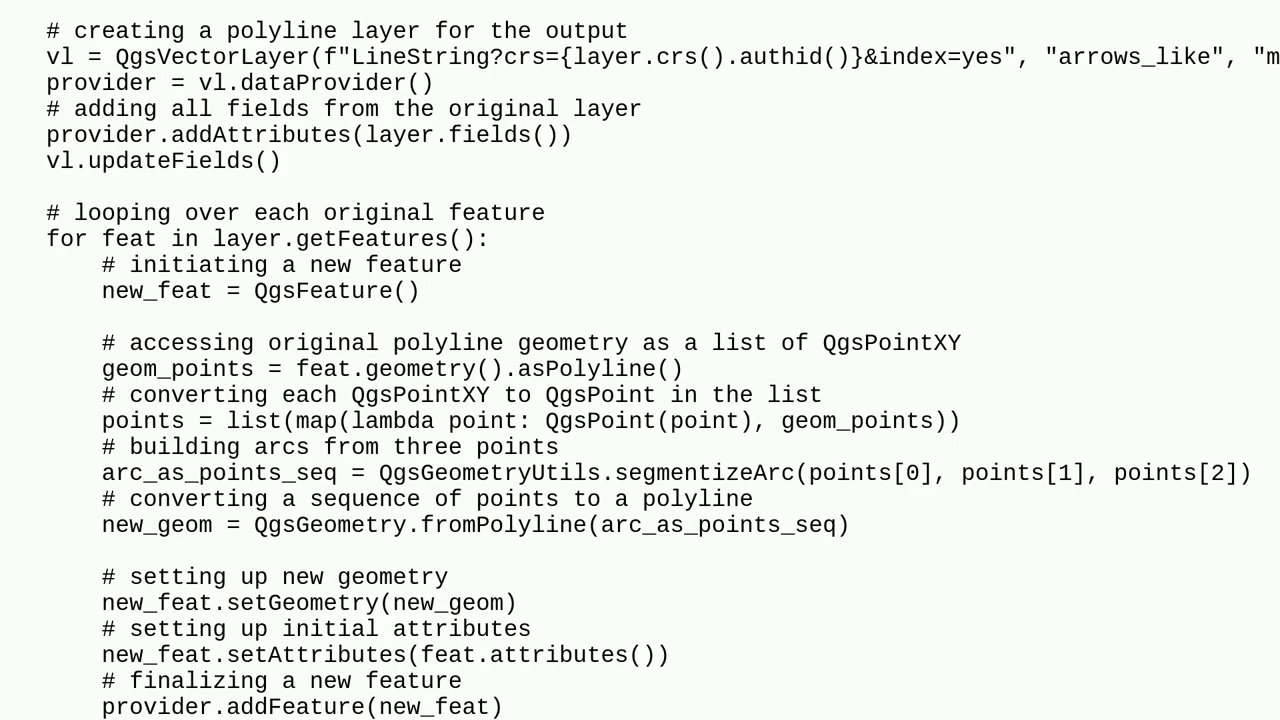 # creating a polyline layer for the output
vl = QgsVectorLayer(f"LineString?crs={layer.crs().authid()}&index=yes", "arrows_like", "m
provider = vl.dataProvider()
# adding all fields from the original layer
provider.addAttributes(layer.fields())
vl.updateFields()
# looping over each original feature
for feat in layer.getFeatures():
# initiating a new feature
new_feat = QgsFeature()
# accessing original polyline geometry as a list of QgsPointXY
geom_points = feat.geometry().asPolyline()
# converting each QgsPointXY to QgsPoint in the list
points = list(map(lambda point: QgsPoint(point), geom_points))
# building arcs from three points
arc_as_points_seq = QgsGeometryUtils.segmentizeArc(points[0], points[1], points[2])
# converting a sequence of points to a polyline
new_geom = QgsGeometry.fromPolyline(arc_as_points_seq)
# setting up new geometry
new_feat.setGeometry(new_geom)
# setting up initial attributes
new_feat.setAttributes(feat.attributes())
# finalizing a new feature
provider.addFeature(new_feat)